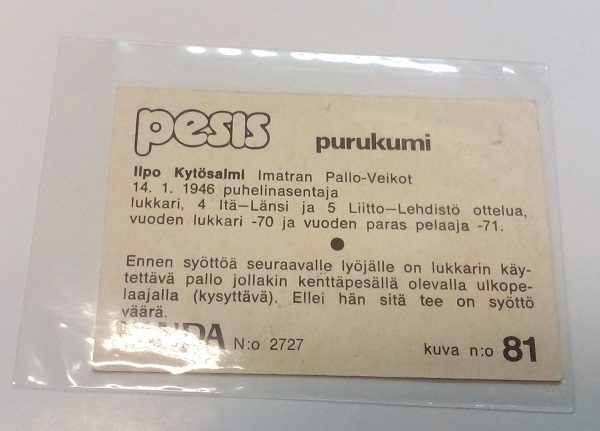 pesis purukumi
Ilpo Kytösalmi Imatran Pallo-Veikot
14. 1. 1946 puhelinasentaja
lukkari, 4 Itä—Länsi ja 5 Liitto—Lehdistö ottelua,
vuoden lukkari -70 ja vuoden paras pelaaja -71.
Ennen syöttöä seuraavalle lyöjälle on lukkarin käy-
tettävä pallo jollakin kenttäpesällä olevalla ulkope-
laajalla (kysyttävä). Ellei hän sitä tee on syöttö
väärä.
N:o 2727 kuva n:o 81